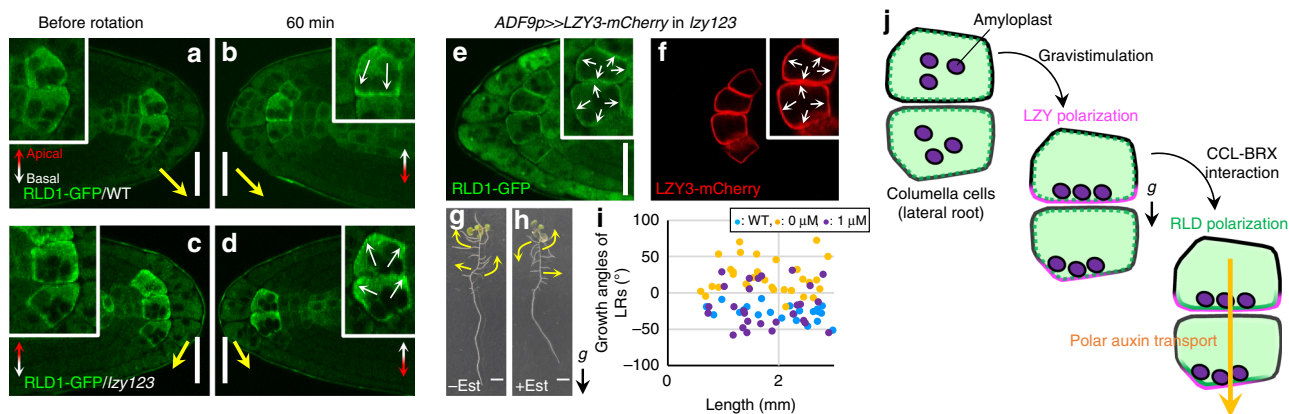 Before rotation
60 min
ADF9p>>LZY3-mCherry in lzy123
a
b
Apical
Basal
RLD1-GFP/WT
c
d
RLD1-GFP/lzy123
e
RLD1-GFP
f
LZY3-mCherry
g
–Est
h
+Est
g
i
: WT, : 0 μM : 1 μM
Growth angles of
LRs (°)
100
50
0
–50
–100
0
2
Length (mm)
j
Amyloplast
Gravistimulation
LZY polarization
Columella cells
(lateral root)
CCL-BRX
interaction
g
RLD polarization
Polar auxin transport